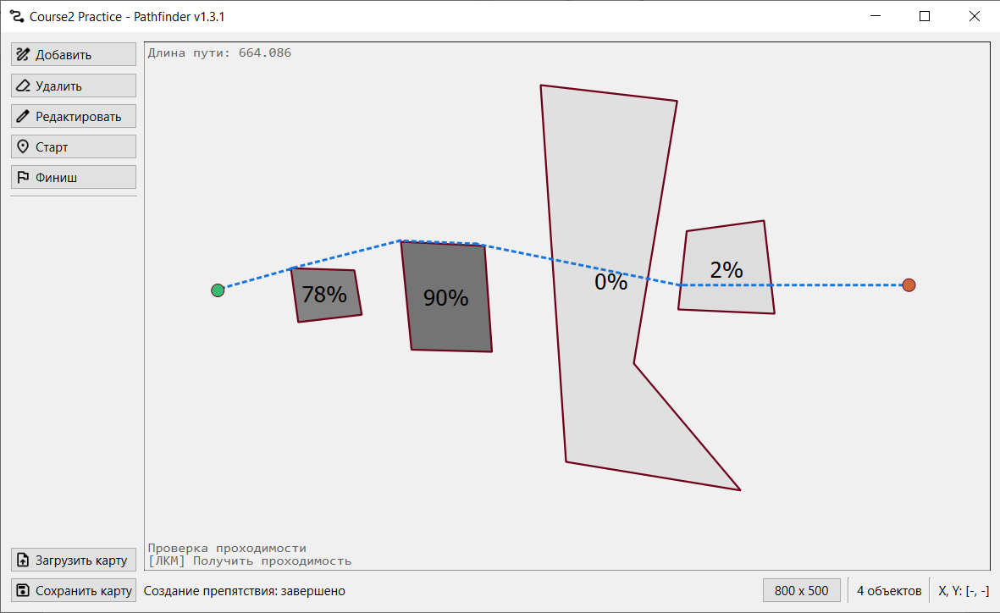 Course2 Practice - Pathfinder v1.3.1
Добавить
Удалить
Редактировать
Старт
Финиш
Длина пути: 664.086
78%
90%
0%
2%
Проверка проходимости
[ЛКМ] Получить проходимость
Загрузить карту
Сохранить карту
Создание препятствия: завершено
800 x 500
4 объектов
X, Y: [-, -]